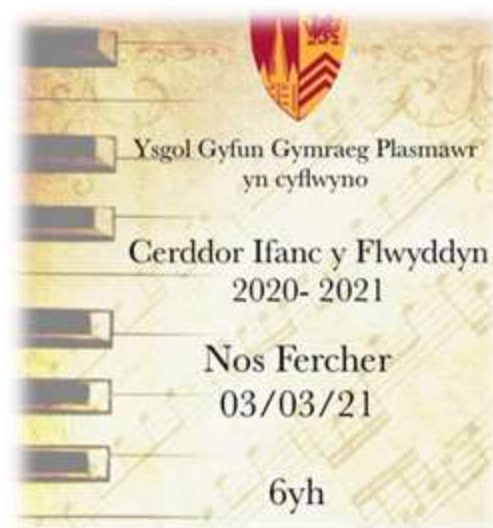 Ysgol Gyfun Gymraeg Plasmawr
yn cyflwyno
Cerddor Ifanc y Flwyddyn
2020- 2021
Nos Fercher
03/03/21
6yh